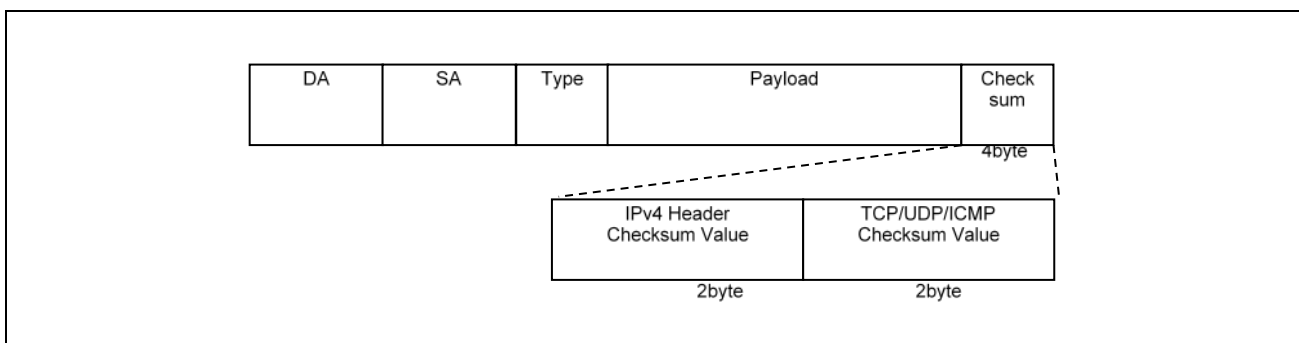 DA
SA
Type
Payload
Check
sum
4byte
IPv4 Header
Checksum Value
TCP/UDP/ICMP
Checksum Value
2byte
2byte